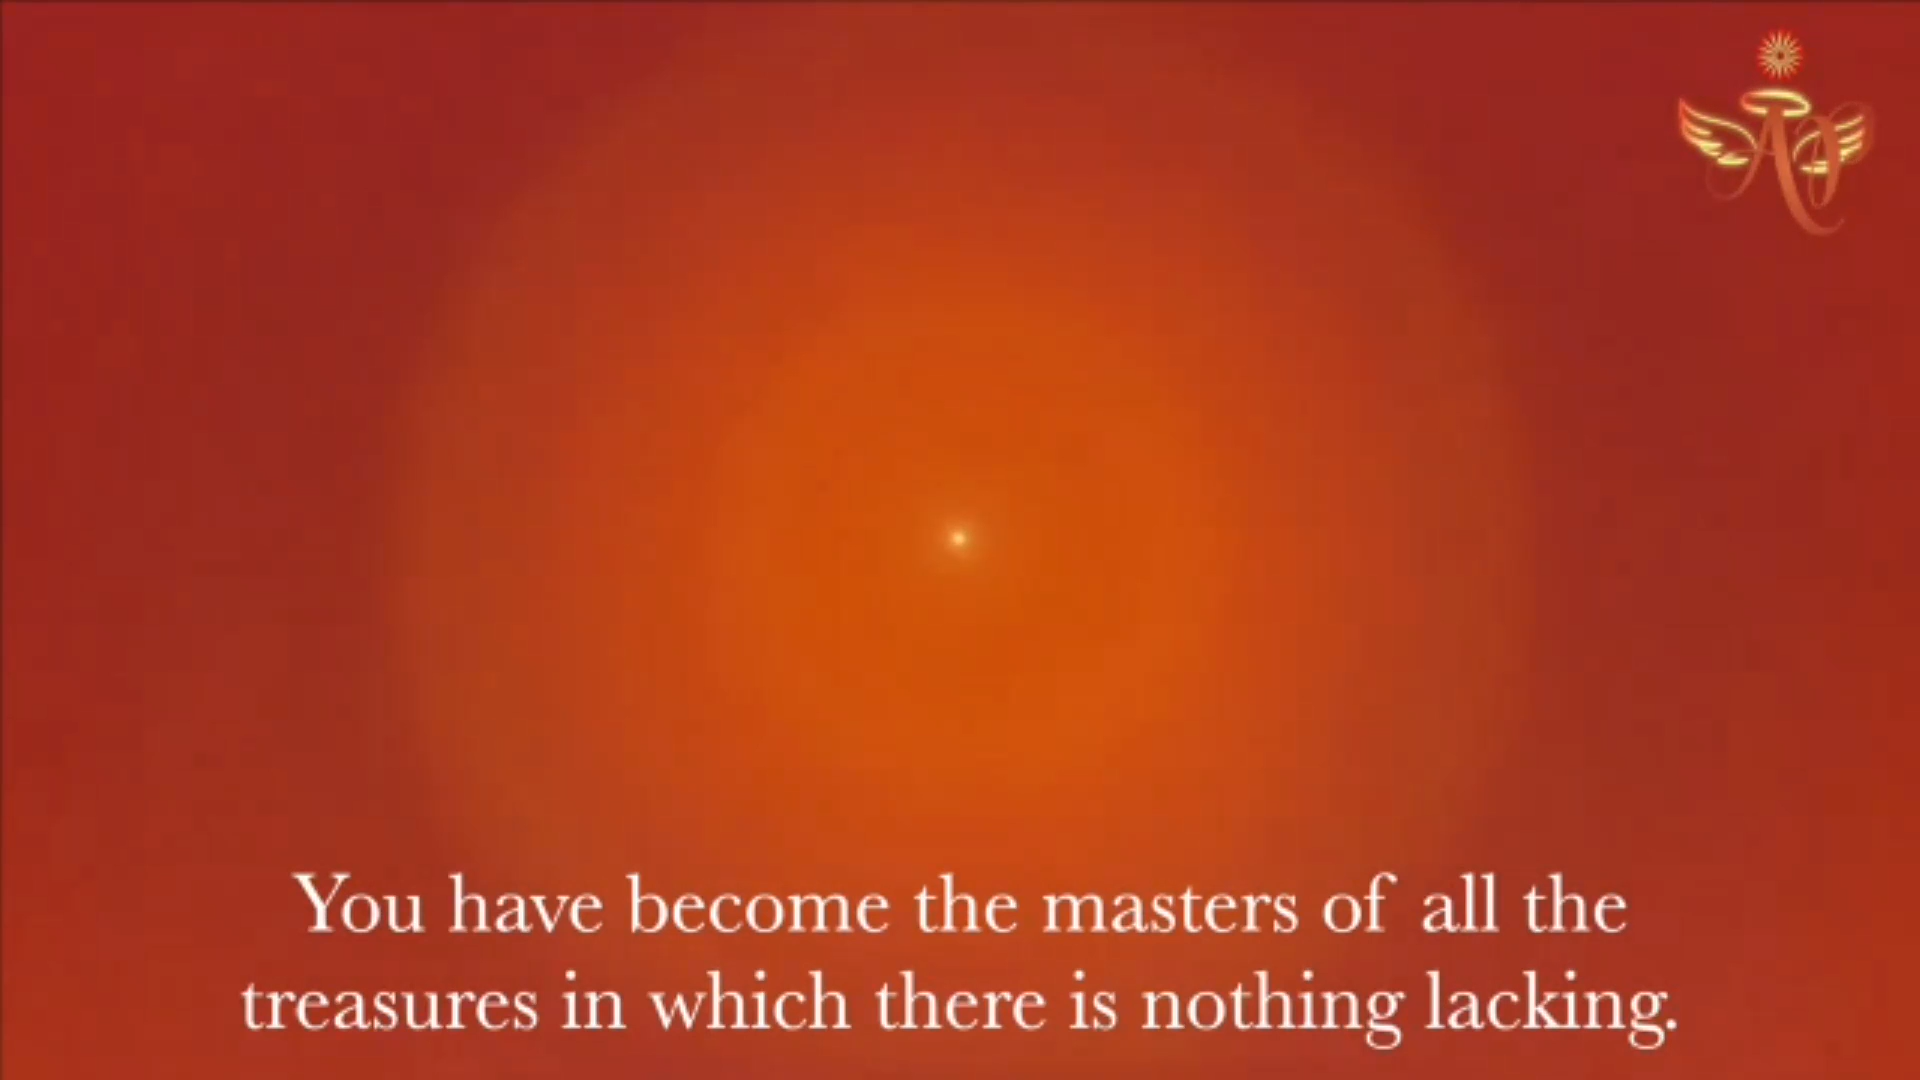 You have become the masters of all the
treasures in which there is nothing lacking.